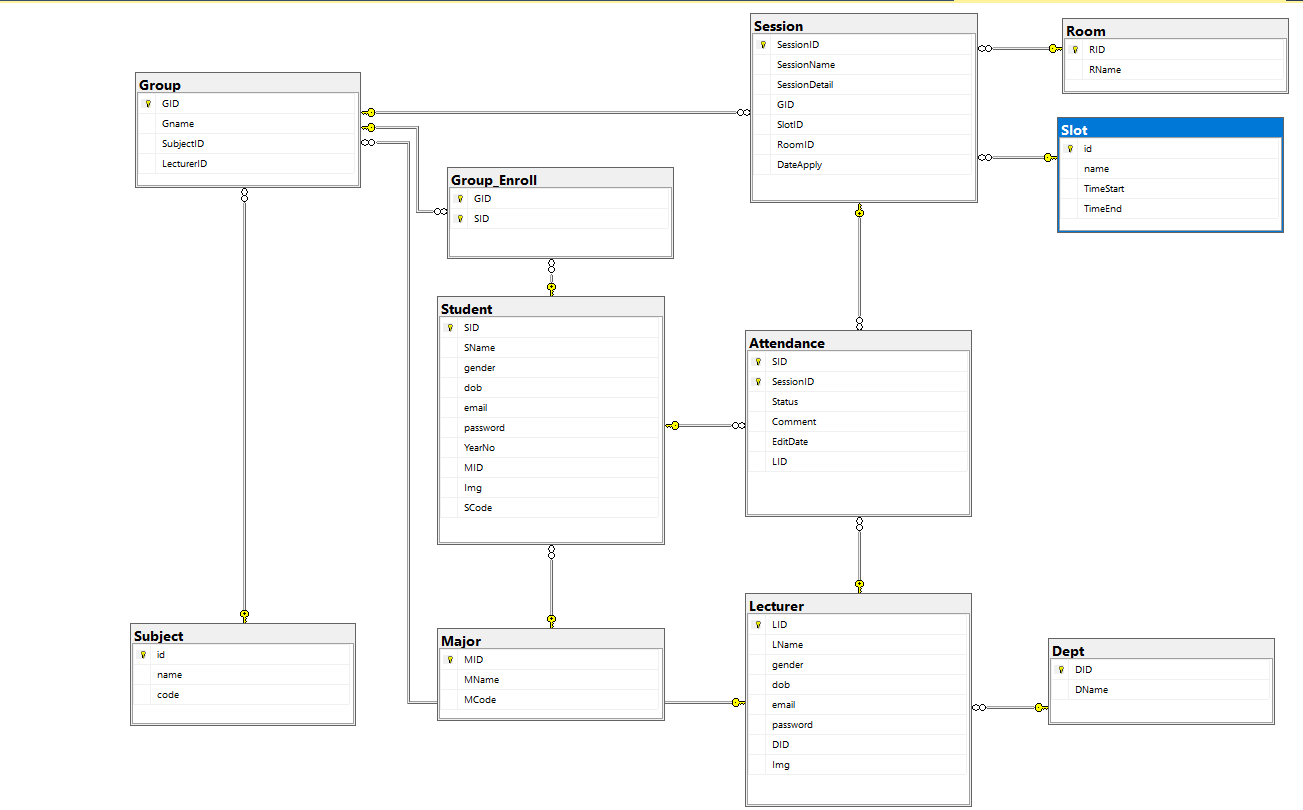 Group
GID
Gname
SubjectID
LecturerID
Session
SessionID
SessionName
SessionDetail
GID
SlotID
RoomID
DateApply
Room
RID
RName
Slot
id
name
TimeStart
TimeEnd
Group_Enroll
GID
SID
Student
SID
SName
gender
dob
email
password
YearNo
MID
Img
SCode
Attendance
SID
SessionID
Status
Comment
EditDate
LID
Subject
id
name
code
Major
MID
MName
MCode
Lecturer
LID
LName
gender
dob
email
password
DID
Img
Dept
DID
DName